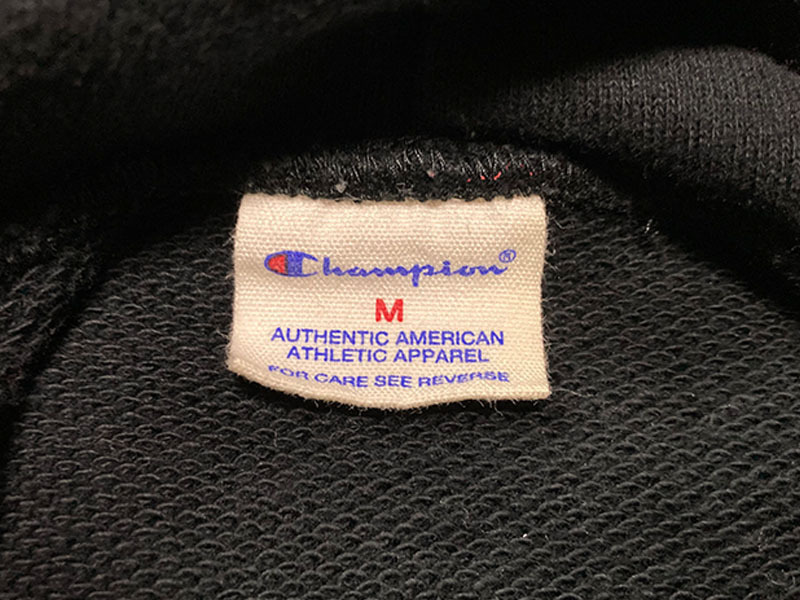 Champion®
M
AUTHENTIC AMERICAN
ATHLETIC APPAREL
FOR CARE SEE REVERSE